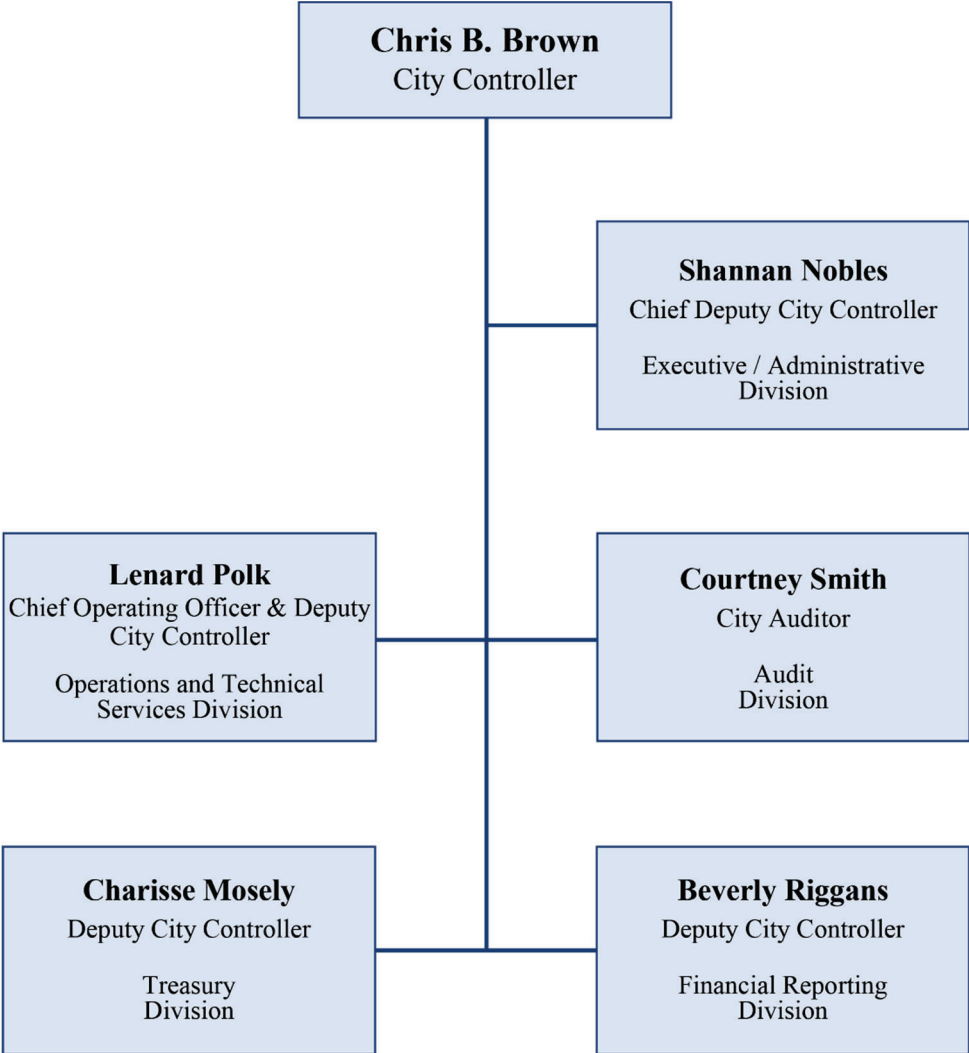 Chris B. Brown
City Controller
Shannan Nobles
Chief Deputy City Controller
Executive / Administrative
Division
Lenard Polk
Chief Operating Officer & Deputy
City Controller
Operations and Technical
Services Division
Courtney Smith
City Auditor
Audit
Division
Charisse Mosely
Deputy City Controller
Treasury
Division
Beverly Riggans
Deputy City Controller
Financial Reporting
Division